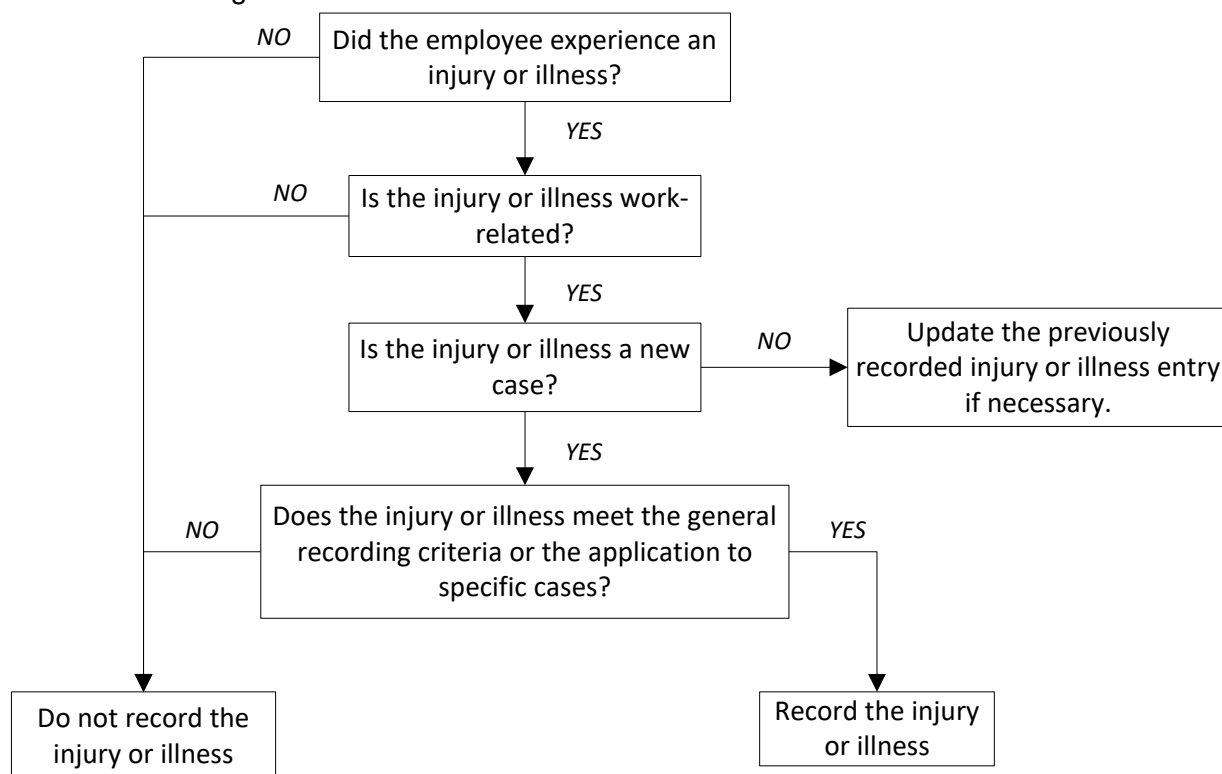 NO
Did the employee experience an
injury or illness?
YES
NO
Is the injury or illness work-
related?
YES
Is the injury or illness a new
case?
NO
Update the previously
recorded injury or illness entry
if necessary.
YES
NO
Does the injury or illness meet the general
recording criteria or the application to
specific cases?
YES
Do not record the
injury or illness
Record the injury
or illness